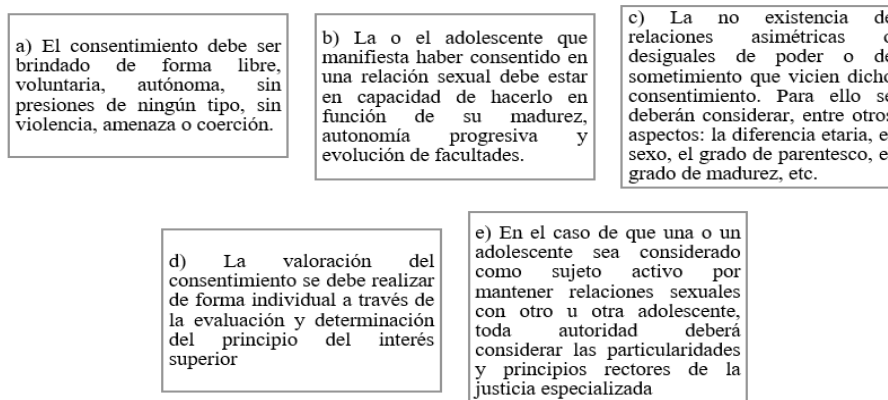 a) El consentimiento debe ser
brindado de forma libre,
voluntaria, autónoma, sin
presiones de ningún tipo, sin
violencia, amenaza o coerción.
b) La o el adolescente que
manifiesta haber consentido en
una relación sexual debe estar
en capacidad de hacerlo en
función de su madurez,
autonomía progresiva y
evolución de facultades.
c) La no existencia de
relaciones asimétricas o
desiguales de poder o de
sometimiento que vicien dicho
consentimiento. Para ello se
deberán considerar, entre otros
aspectos: la diferencia etaria, el
sexo, el grado de parentesco, el
grado de madurez, etc.
d) La valoración del
consentimiento se debe realizar
de forma individual a través de
la evaluación y determinación
del principio del interés
superior
e) En el caso de que una o un
adolescente sea considerado
como sujeto activo por
mantener relaciones sexuales
con otro u otra adolescente,
toda autoridad deberá
considerar las particularidades
y principios rectores de la
justicia especializada